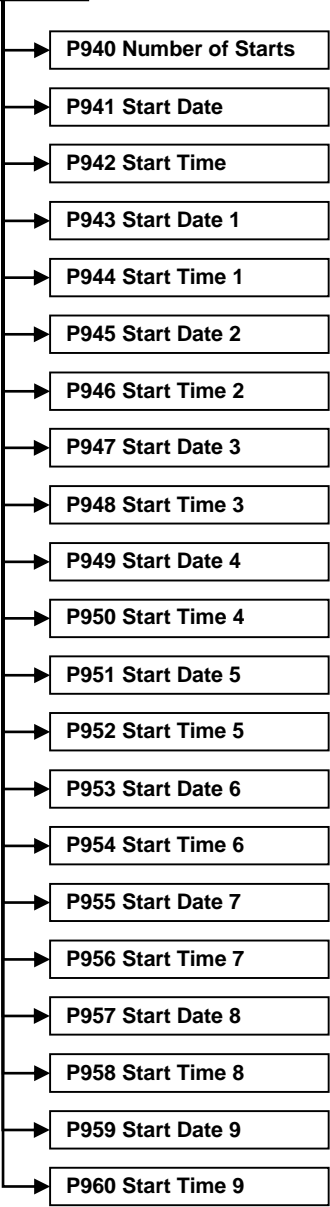 P940 Number of Starts
P941 Start Date
P942 Start Time
P943 Start Date 1
P944 Start Time 1
P945 Start Date 2
P946 Start Time 2
P947 Start Date 3
P948 Start Time 3
P949 Start Date 4
P950 Start Time 4
P951 Start Date 5
P952 Start Time 5
P953 Start Date 6
P954 Start Time 6
P955 Start Date 7
P956 Start Time 7
P957 Start Date 8
P958 Start Time 8
P959 Start Date 9
P960 Start Time 9